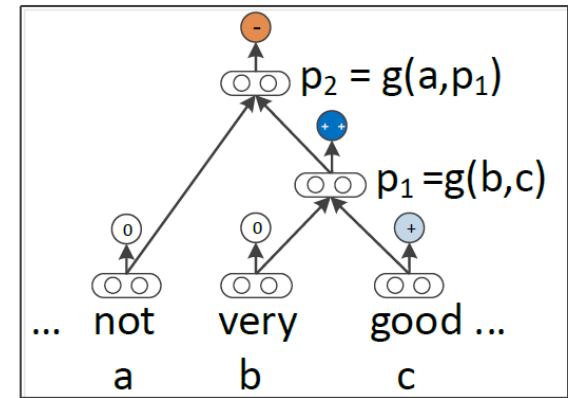 -
p₂ = g(a,p₁)
+ +
p₁ =g(b,c)
0 0 +
... not very good ...
a b c